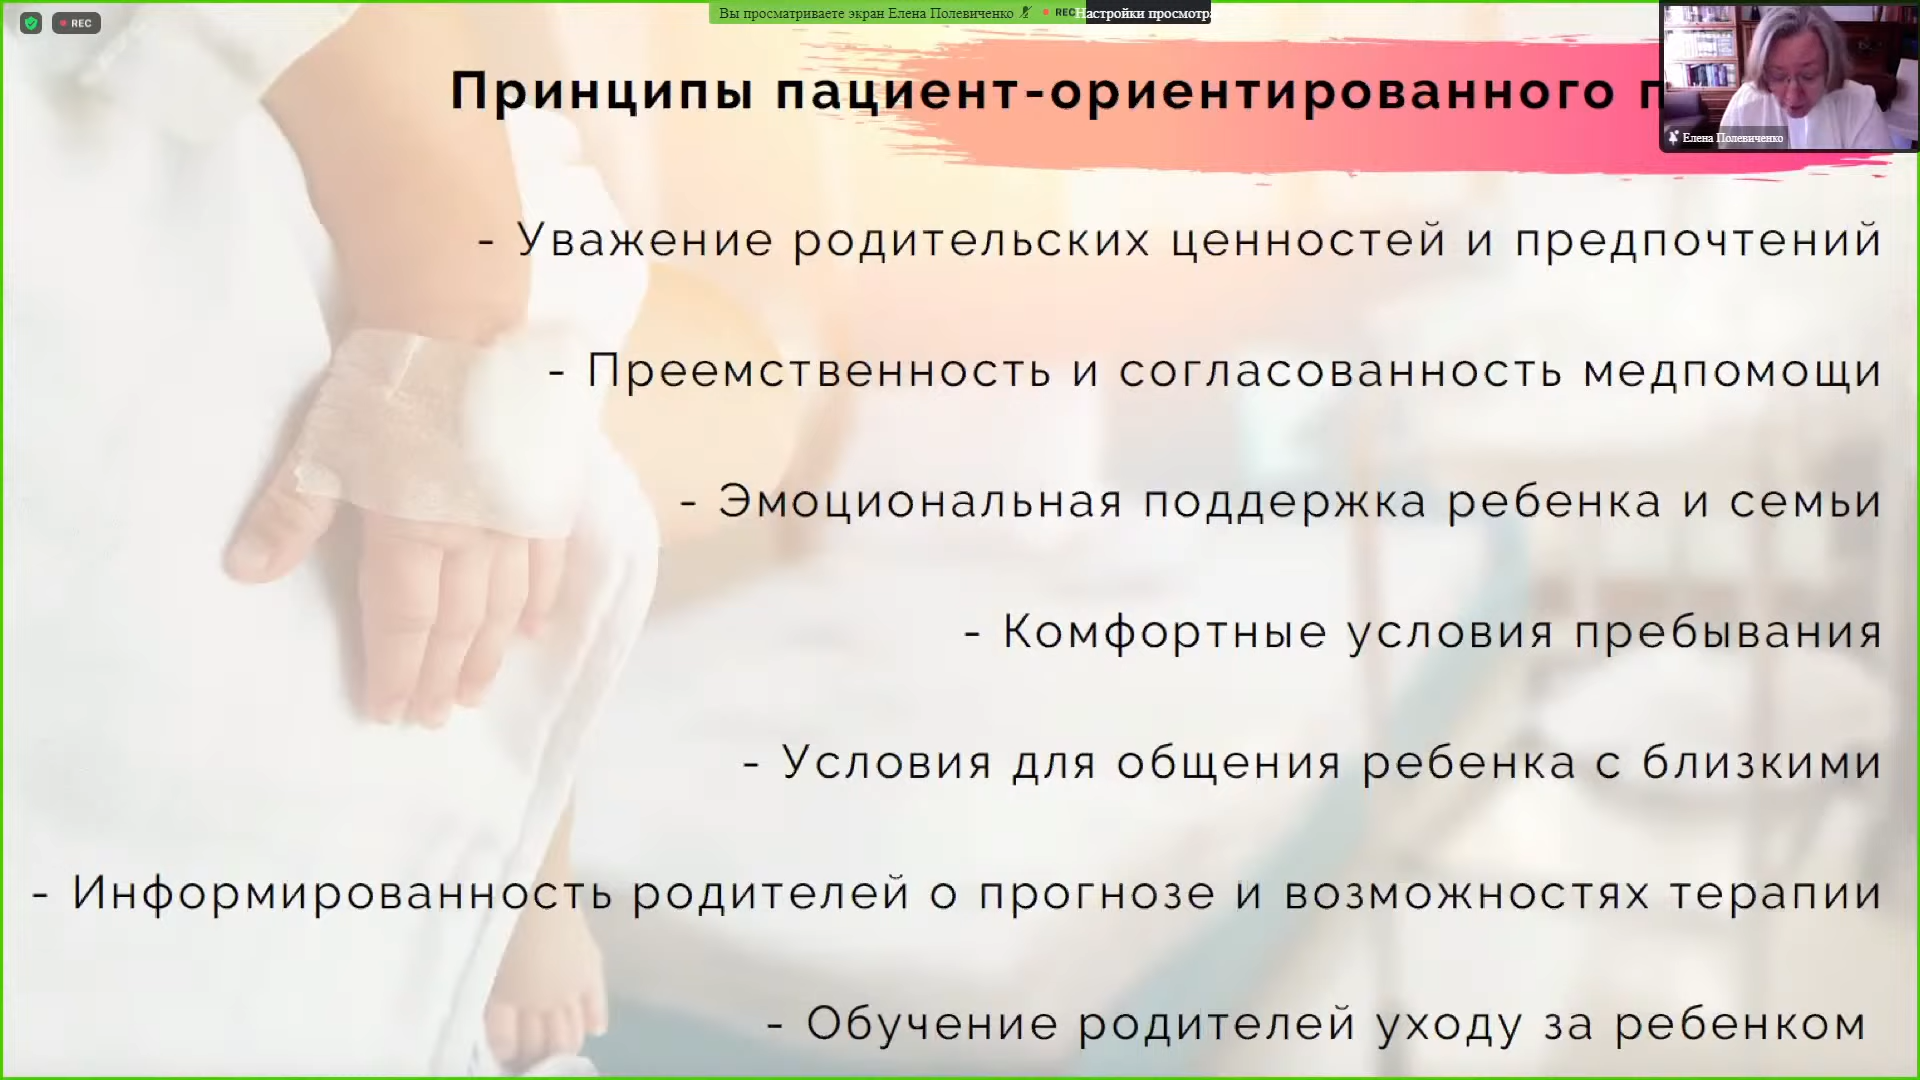 REC
Вы просматриваете экран Елена Полевиченко
REC
Настройки просмотра
Елена Полевиченко
Принципы пациент-ориентированного
- Уважение родительских ценностей и предпочтений
- Преемственность и согласованность медпомощи
- Эмоциональная поддержка ребенка и семьи
- Комфортные условия пребывания
- Условия для общения ребенка с близкими
- Информированность родителей о прогнозе и возможностях терапии
- Обучение родителей уходу за ребенком